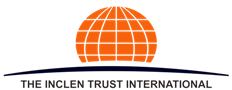 THE INCLEN TRUST INTERNATIONAL